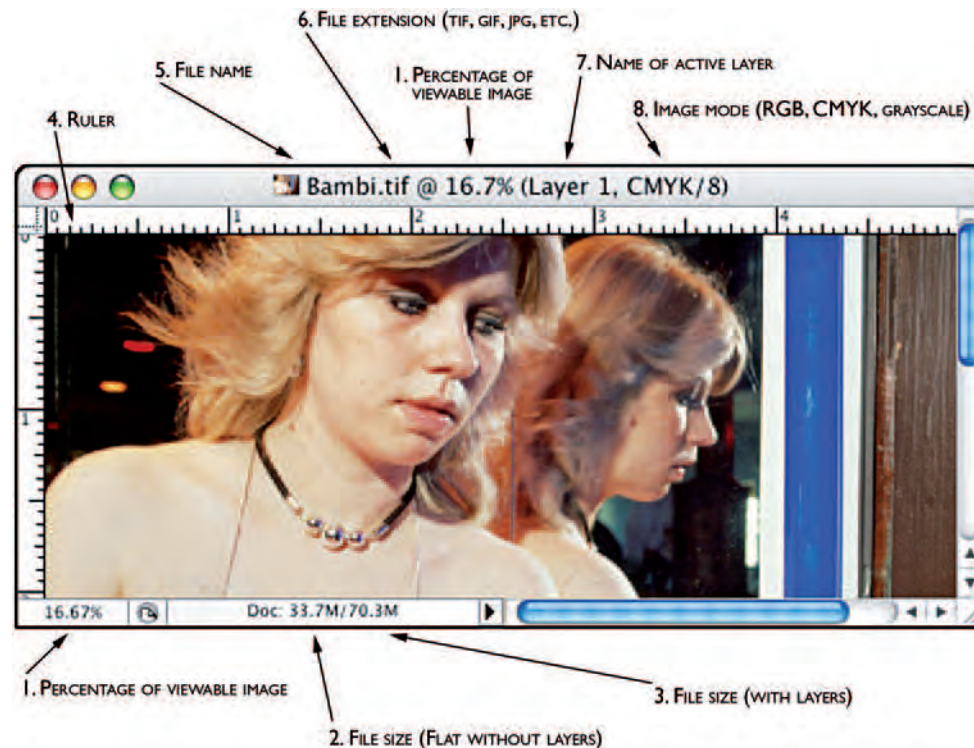 6. FILE EXTENSION (TIF, GIF, JPG, ETC.)
5. FILE NAME
1. PERCENTAGE OF
VIEWABLE IMAGE
7. NAME OF ACTIVE LAYER
4. RULER
8. IMAGE MODE (RGB, CMYK, GRAYSCALE)
Bambi.tif @ 16.7% (Layer 1, CMYK/8)
0 1 2 3 4
0
1
16.67%
Doc: 33.7M/70.3M
1. PERCENTAGE OF VIEWABLE IMAGE
3. FILE SIZE (WITH LAYERS)
2. FILE SIZE (FLAT WITHOUT LAYERS)